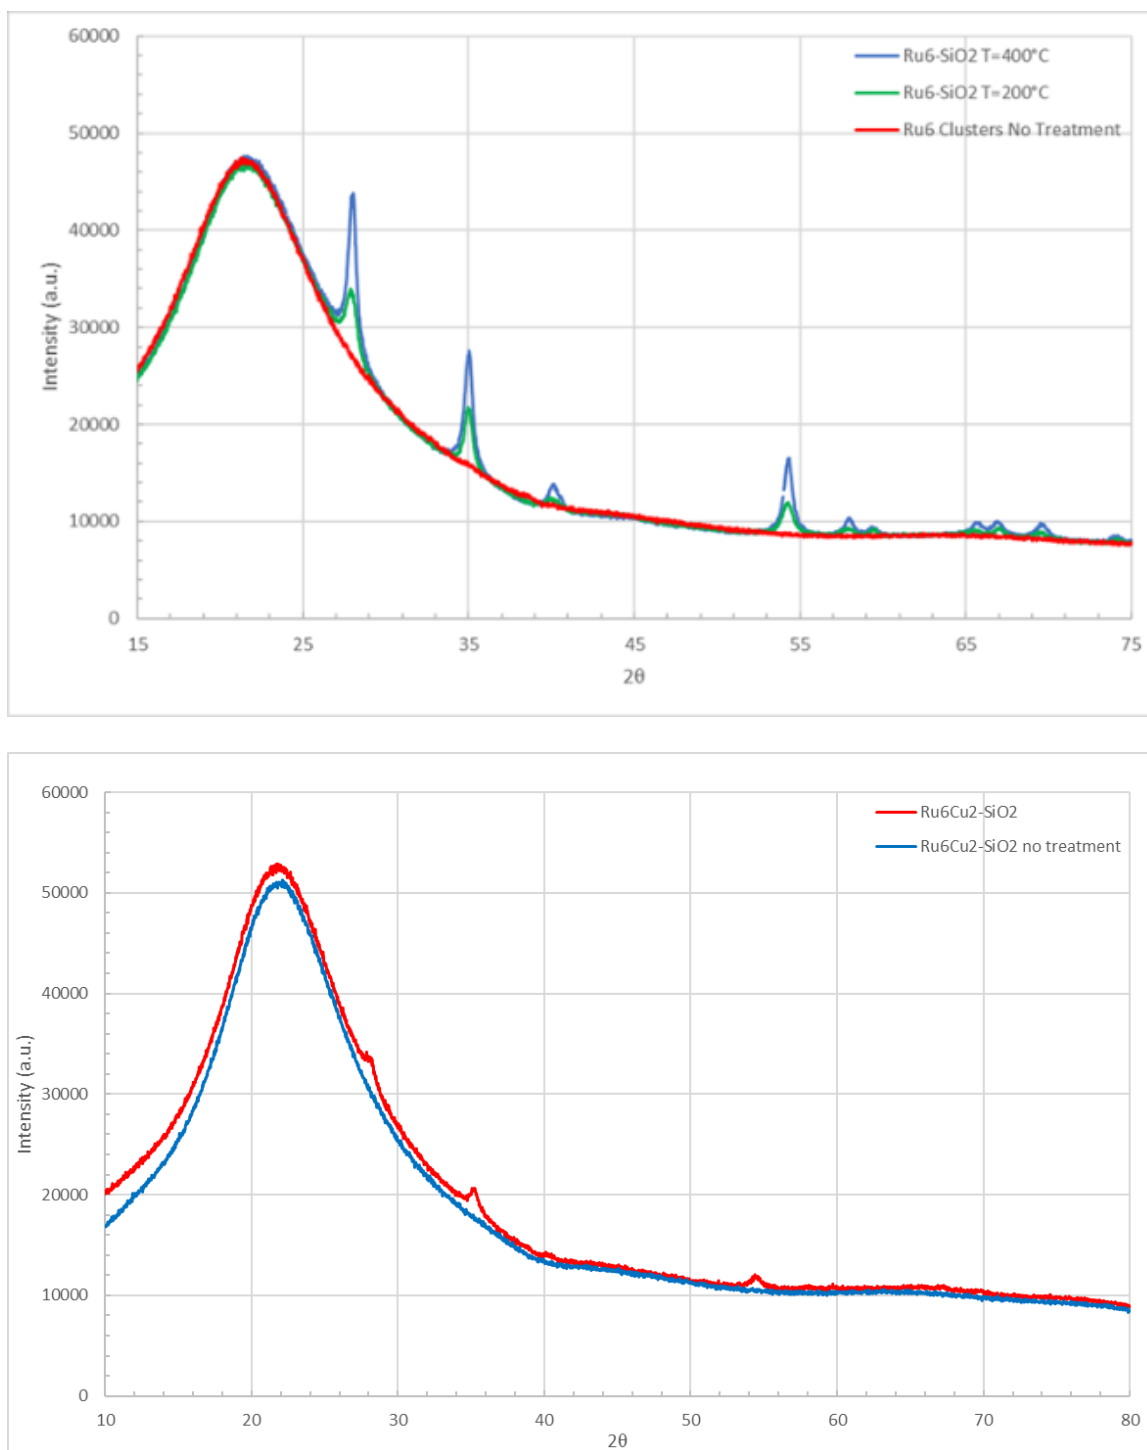 60000
Ru6-SiO2 T=400°C
Ru6-SiO2 T=200°C
Ru6 Clusters No Treatment
50000
40000
30000
20000
10000
0
Intensity (a.u.)
15 25 35 45 55 65 75
2θ
60000
Ru6Cu2-SiO2
Ru6Cu2-SiO2 no treatment
50000
40000
30000
20000
10000
0
Intensity (a.u.)
10 20 30 40 50 60 70 80
2θ